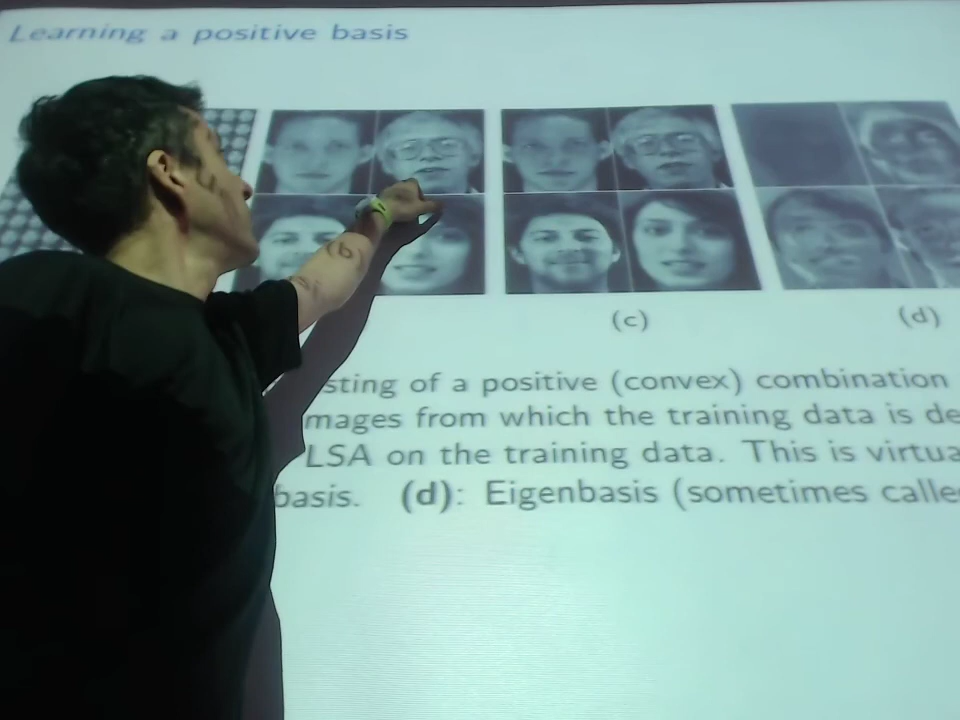 Learning a positive basis
(c)
(d)
sting of a positive (convex) combination
mages from which the training data is de
LSA on the training data. This is virtua
basis. (d): Eigenbasis (sometimes calle